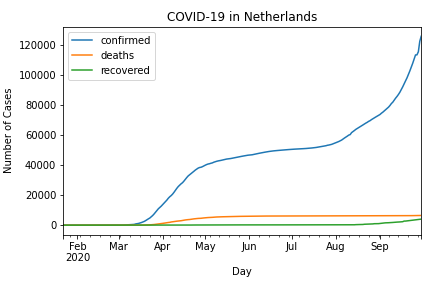 COVID-19 in Netherlands
confirmed
deaths
recovered
Number of Cases
120000
100000
80000
60000
40000
20000
0
Feb Mar Apr May Jun Jul Aug Sep
2020
Day